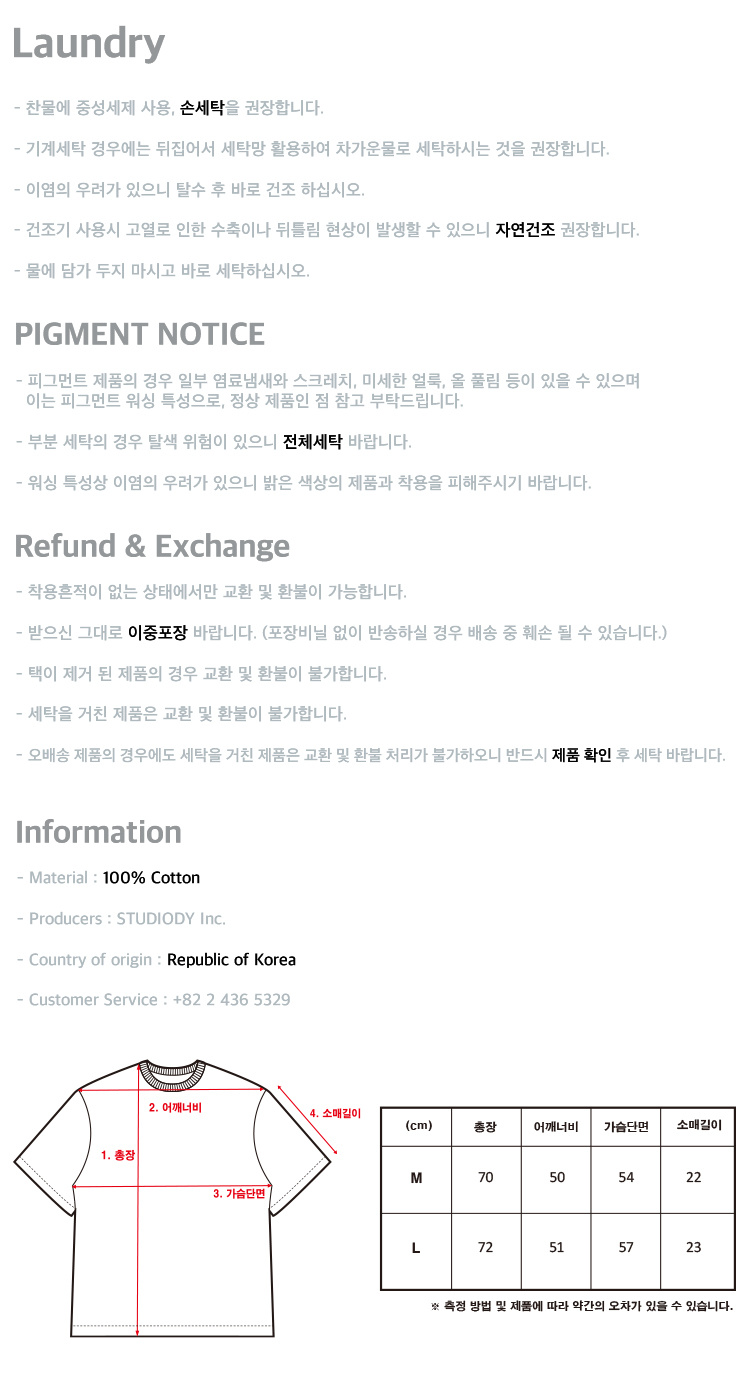 Laundry
- 찬물에 중성세제 사용, 손세탁을 권장합니다.
- 기계세탁 경우에는 뒤집어서 세탁망 활용하여 차가운물로 세탁하시는 것을 권장합니다.
- 이염의 우려가 있으니 탈수 후 바로 건조 하십시오.
- 건조기 사용시 고열로 인한 수축이나 뒤틀림 현상이 발생할 수 있으니 자연건조 권장합니다.
- 물에 담가 두지 마시고 바로 세탁하십시오.
PIGMENT NOTICE
- 피그먼트 제품의 경우 일부 염료냄새와 스크레치, 미세한 얼룩, 올 풀림 등이 있을 수 있으며
이는 피그먼트 워싱 특성으로, 정상 제품인 점 참고 부탁드립니다.
- 부분 세탁의 경우 탈색 위험이 있으니 전체세탁 바랍니다.
- 워싱 특성상 이염의 우려가 있으니 밝은 색상의 제품과 착용을 피해주시기 바랍니다.
Refund & Exchange
- 착용흔적이 없는 상태에서만 교환 및 환불이 가능합니다.
- 받으신 그대로 이중포장 바랍니다. (포장비닐 없이 반송하실 경우 배송 중 훼손 될 수 있습니다.)
- 택이 제거 된 제품의 경우 교환 및 환불이 불가합니다.
- 세탁을 거친 제품은 교환 및 환불이 불가합니다.
- 오배송 제품의 경우에도 세탁을 거친 제품은 교환 및 환불 처리가 불가하오니 반드시 제품 확인 후 세탁 바랍니다.
Information
- Material : 100% Cotton
- Producers : STUDIODY Inc.
- Country of origin : Republic of Korea
- Customer Service : +82 2 436 5329
2. 어깨너비
4. 소매길이
1. 총장
3. 가슴단면
(cm) 총장 어깨너비 가슴단면 소매길이
M 70 50 54 22
L 72 51 57 23
※ 측정 방법 및 제품에 따라 약간의 오차가 있을 수 있습니다.